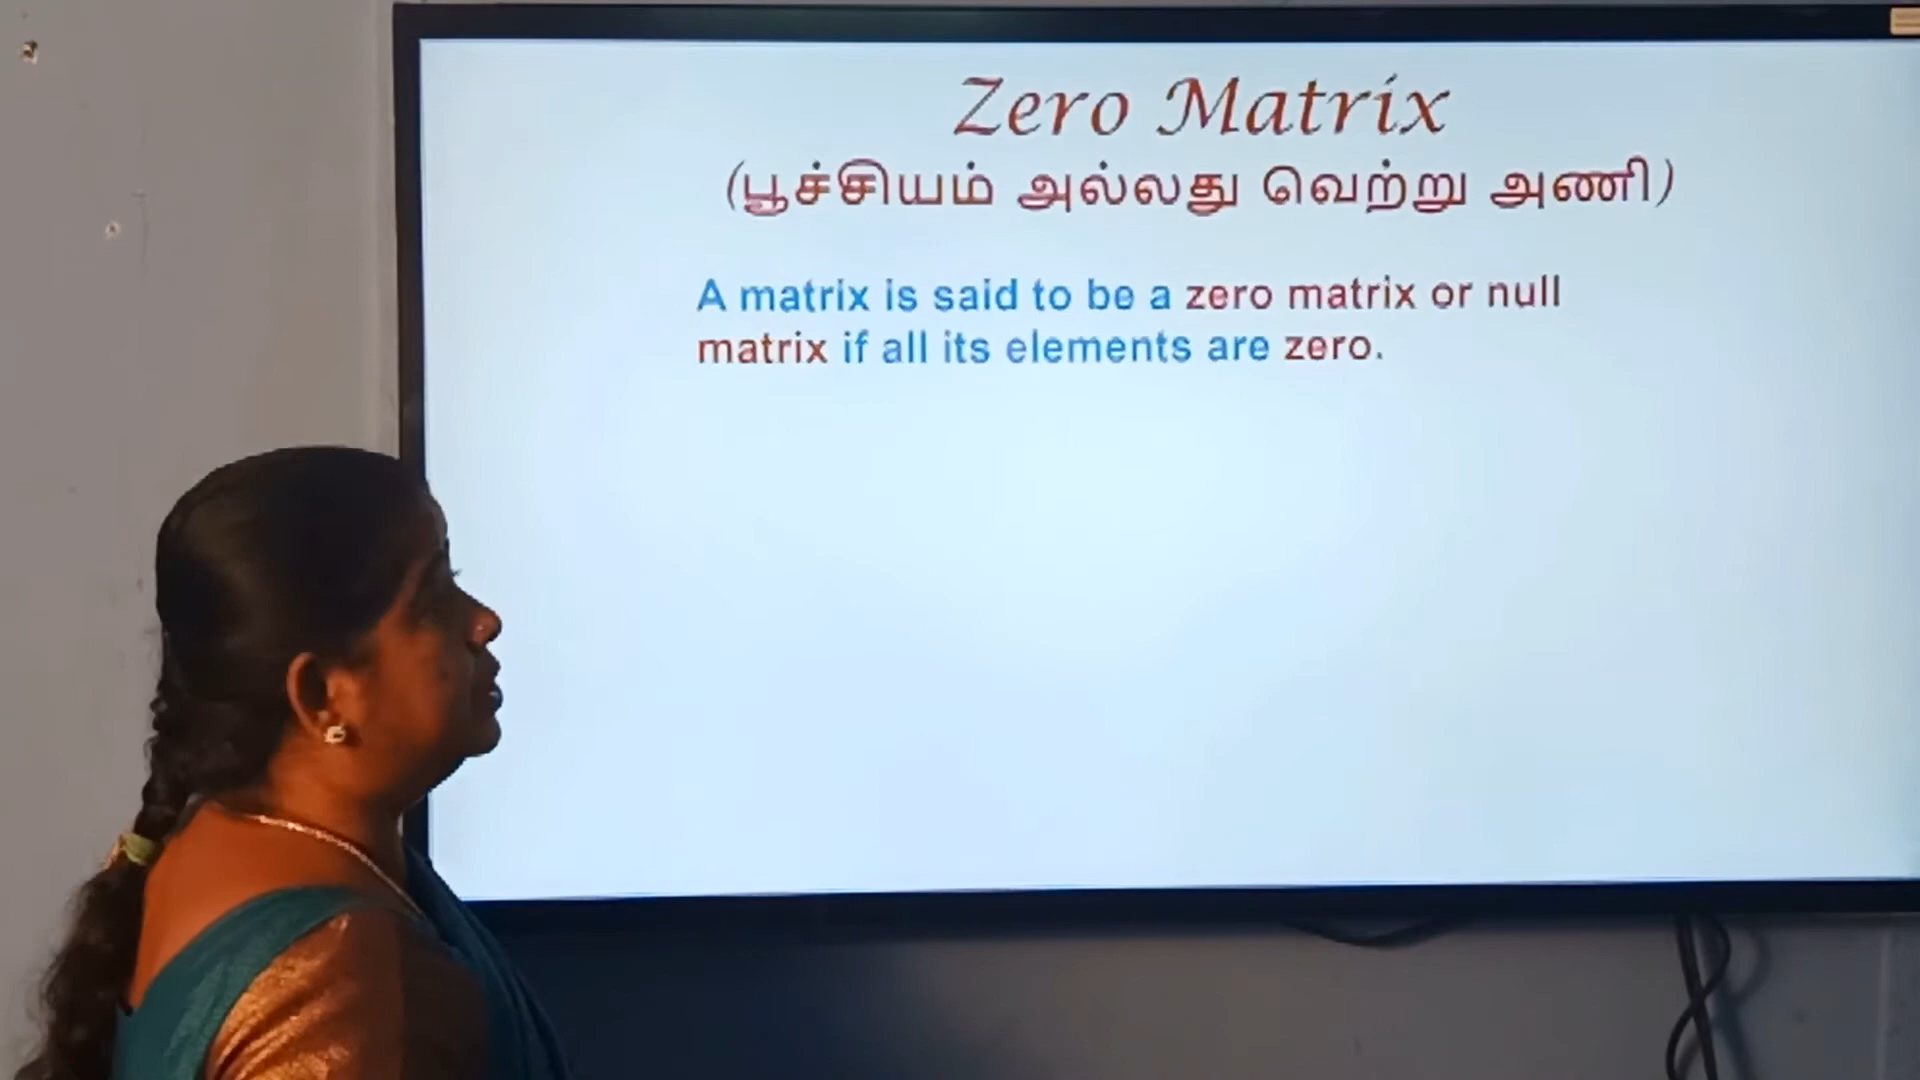 Zero Matrix
(பூச்சியம் அல்லது வெற்று அணி)
A matrix is said to be a zero matrix or null
matrix if all its elements are zero.